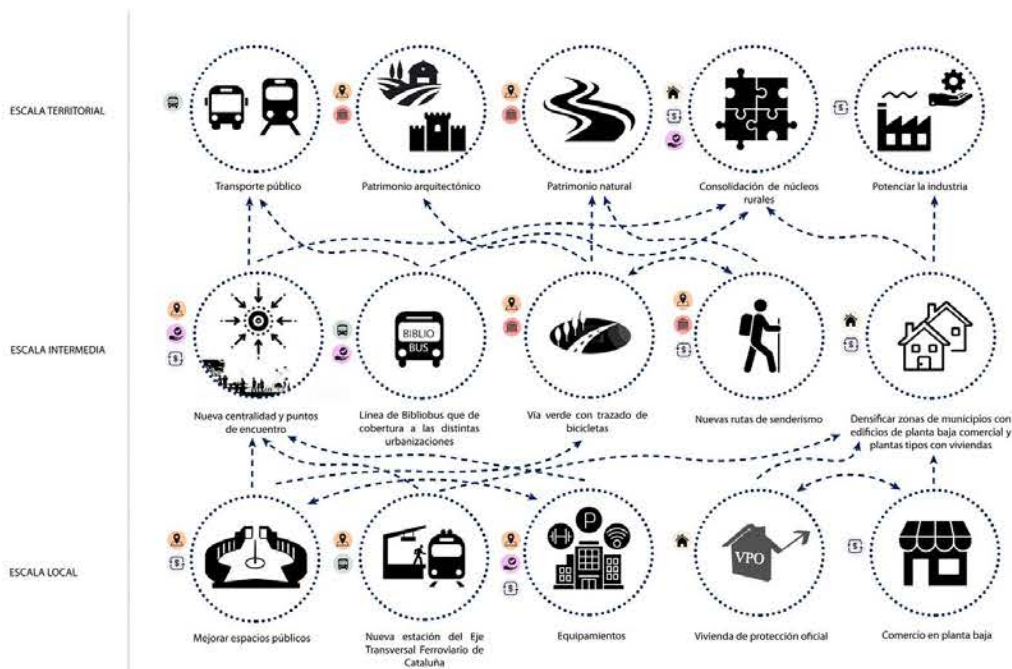 ESCALA TERRITORIAL
Transporte público
Patrimonio arquitectónico
Patrimonio natural
Consolidación de núcleos
rurales
Potenciar la industria
ESCALA INTERMEDIA
BIBLIO
BUS
Nueva centralidad y puntos
de encuentro
Línea de Bibliobus que de
cobertura a las distintas
urbanizaciones
Vía verde con trazado de
bicicletas
Nuevas rutas de senderismo
Densificar zonas de municipios con
edificios de planta baja comercial y
plantas tipos con viviendas
ESCALA LOCAL
P
VPO
Mejorar espacios públicos
Nueva estación del Eje
Transversal Ferroviario de
Cataluña
Equipamientos
Vivienda de protección oficial
Comercio en planta baja